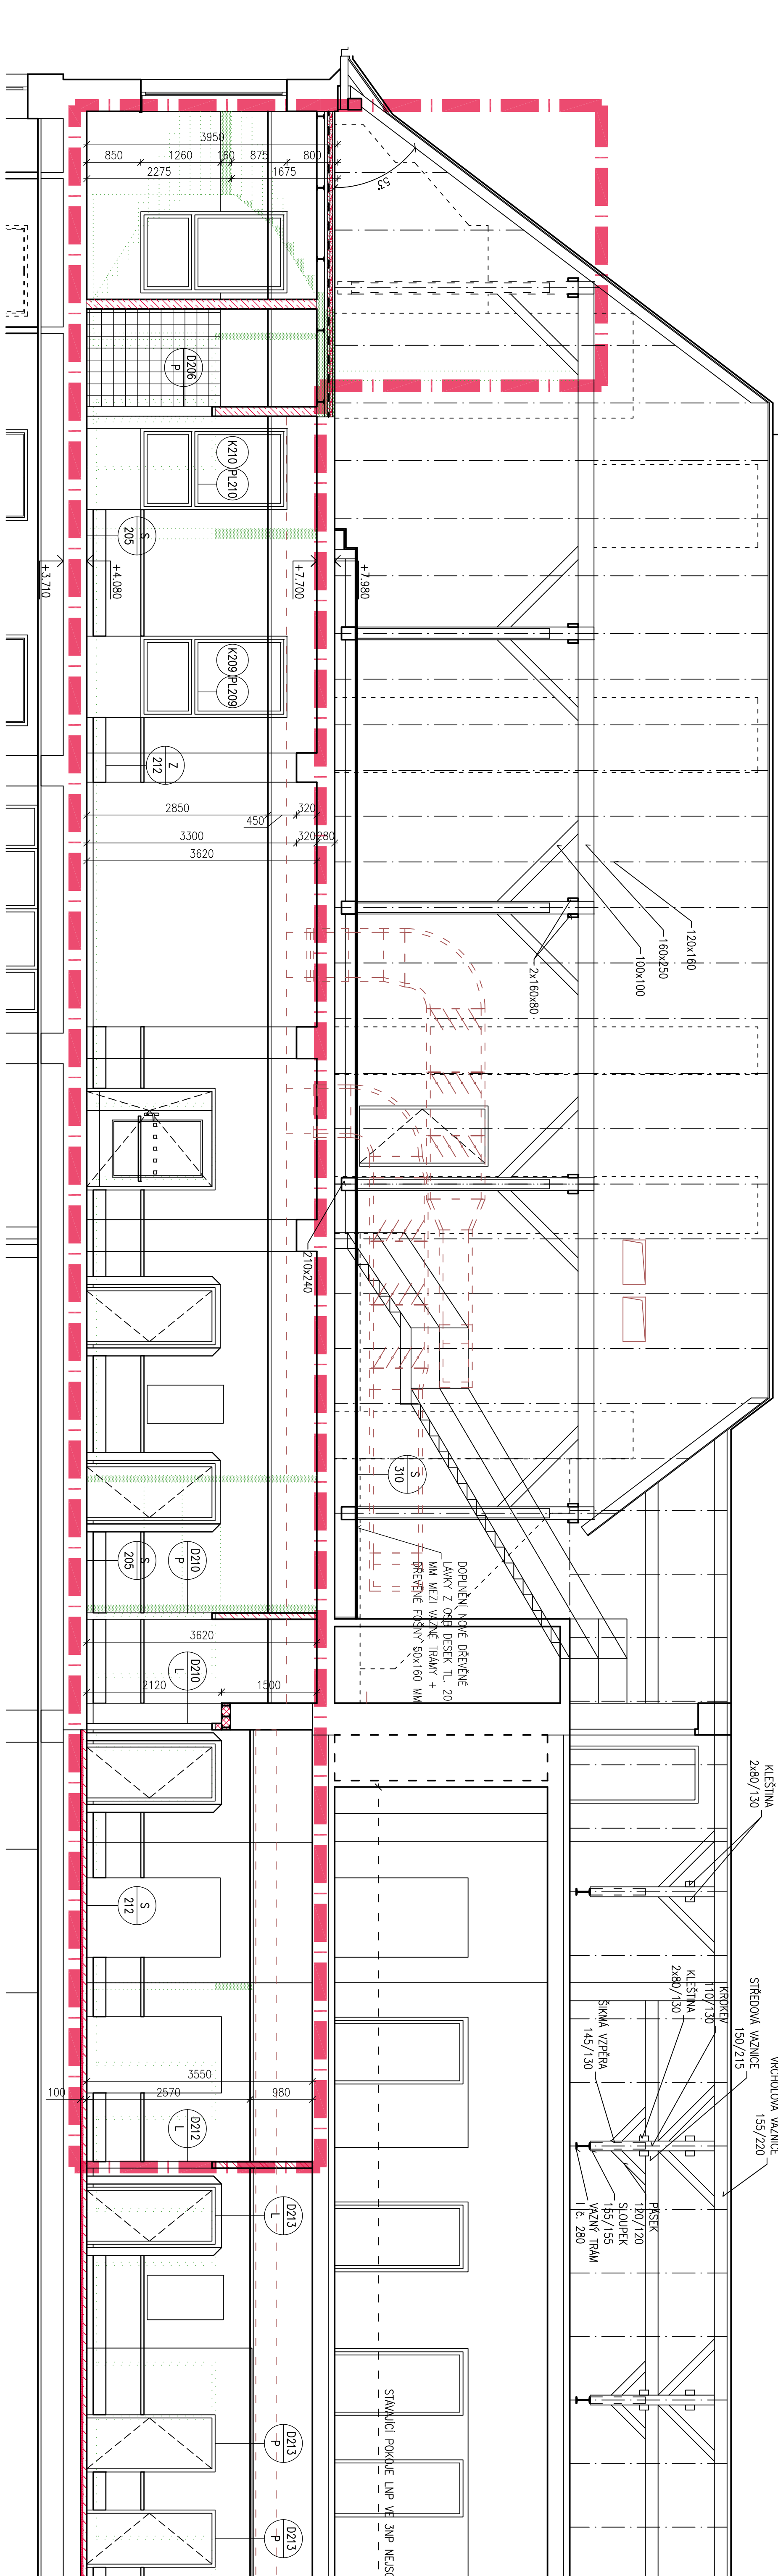 3950
850
1260
160
875
800
2275
1675
53°
D206
P
K210
PL210
S
205
+3.710
+4.080
+7.700
+7.980
K209
PL209
Z
212
2850
320
450
3300
320
280
3620
120x160
160x250
100x100
2x160x80
210x240
S
310
S
205
D210
P
DOPLNĚNÍ NOVÉ DŘEVĚNÉ
LÁVKY Z OSB DESEK TL. 20
MM MEZI VAZNÉ TRÁMY +
DŘEVĚNÉ FOŠNY 50x160 MM
3620
D210
L
2120
1500
KLEŠTINA
2x80/130
S
212
VRCHOLOVÁ VAZNICE
155/220
STŘEDOVÁ VAZNICE
150/215
KROKEV
110/130
KLEŠTINA
2x80/130
ŠIKMÁ VZPĚRA
145/130
3550
100
2570
980
D212
L
PÁSEK
120/120
SLOUPEK
155/155
VAZNÝ TRÁM
I č. 280
D213
L
STÁVAJÍCÍ POKOJE LNP VE 3NP
D213
P
D213
P